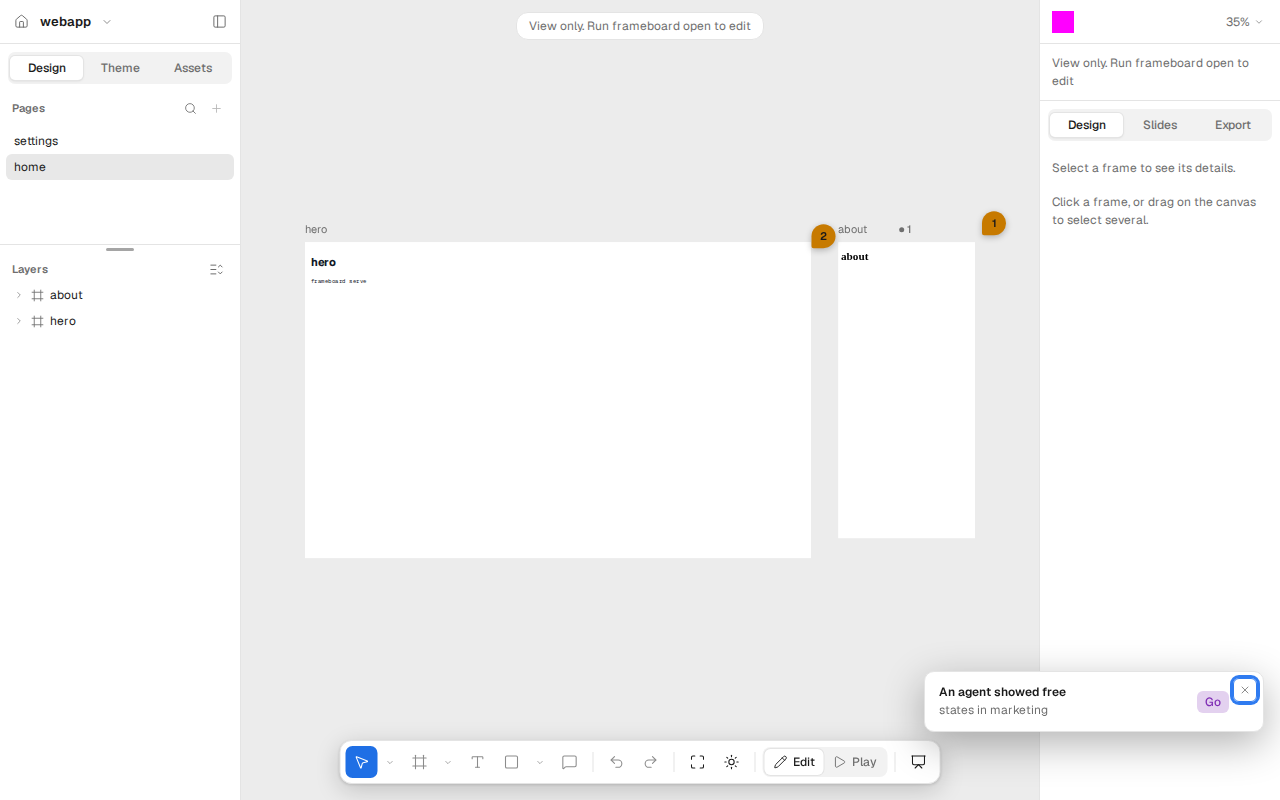 webapp
Design
Theme
Assets
Pages
settings
home
Layers
about
hero
View only. Run frameboard open to edit
hero
2
about
1
1
hero
frameboard serve
about
35%
View only. Run frameboard open to
edit
Design
Slides
Export
Select a frame to see its details.
Click a frame, or drag on the canvas
to select several.
An agent showed free
states in marketing
Go
Edit
Play